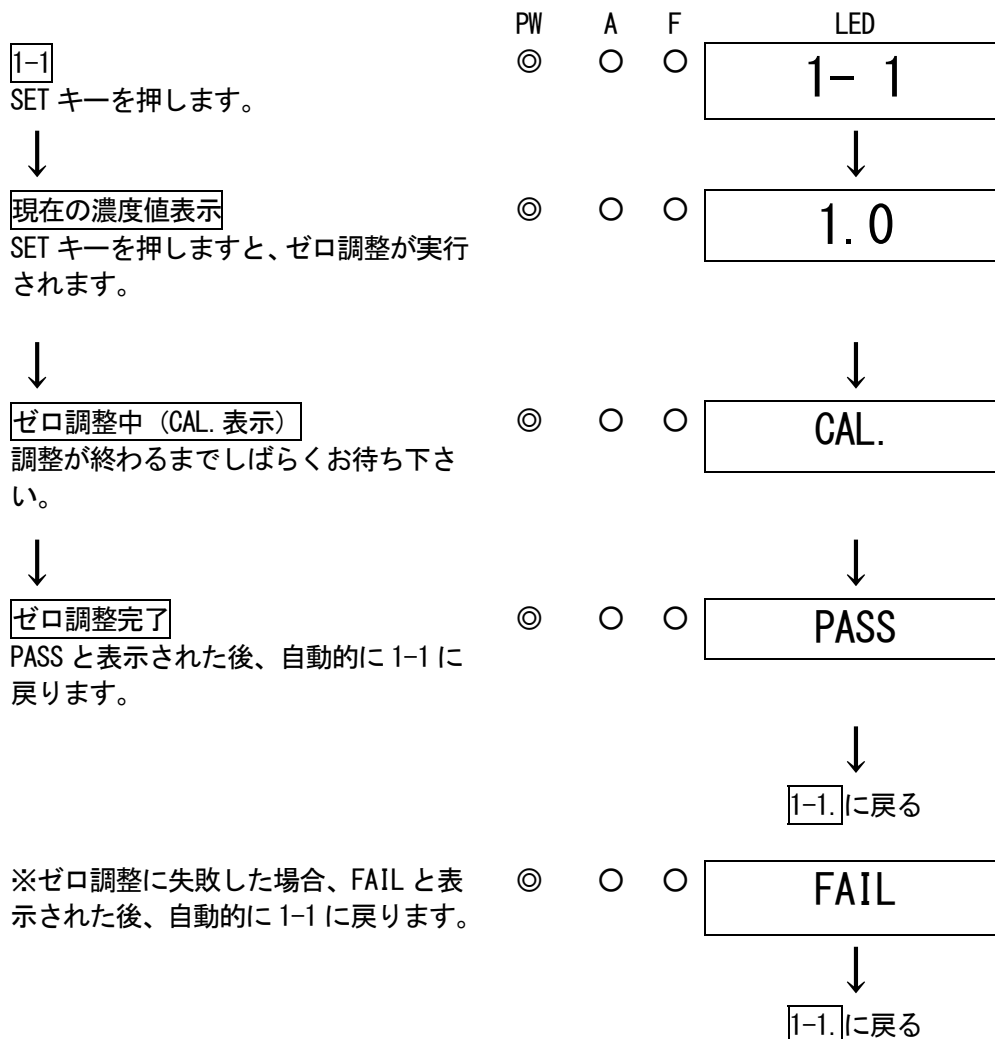 PW A F LED
1-1 ◎ ○ ○ 1- 1
SET キーを押します。
↓ ↓
現在の濃度値表示 ◎ ○ ○ 1.0
SET キーを押しますと、ゼロ調整が実行
されます。
↓ ↓
ゼロ調整中（CAL.表示） ◎ ○ ○ CAL.
調整が終わるまでしばらくお待ち下さ
い。
↓ ↓
ゼロ調整完了 ◎ ○ ○ PASS
PASS と表示された後、自動的に 1-1 に
戻ります。
↓
1-1.に戻る
※ゼロ調整に失敗した場合、FAIL と表 ◎ ○ ○ FAIL
示された後、自動的に 1-1 に戻ります。
↓
1-1.に戻る